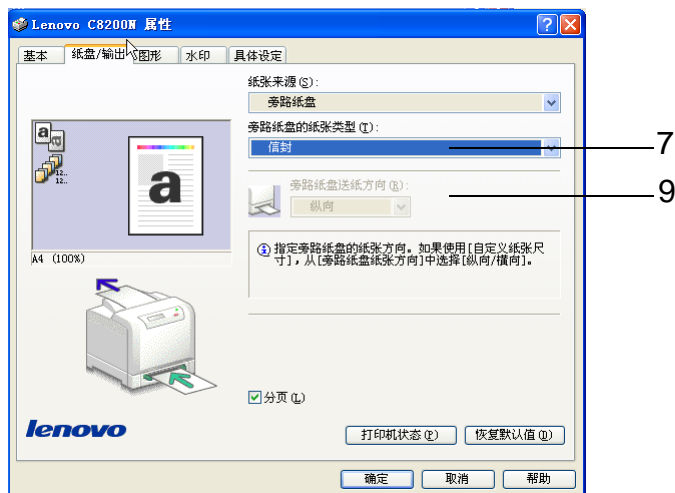 Lenovo C8200N 属性
基本 纸盘/输出 图形 水印 具体设定
纸张来源(S):
旁路纸盘
旁路纸盘的纸张类型(T):
信封
7
旁路纸盘送纸方向(R):
纵向
9
a
a
12..
12..
a
指定旁路纸盘的纸张方向。如果使用[自定义纸张尺
寸],从[旁路纸盘纸张方向]中选择[纵向/横向]。
A4 (100%)
分页(L)
lenovo
打印机状态(P) 恢复默认值(D)
确定 取消 帮助